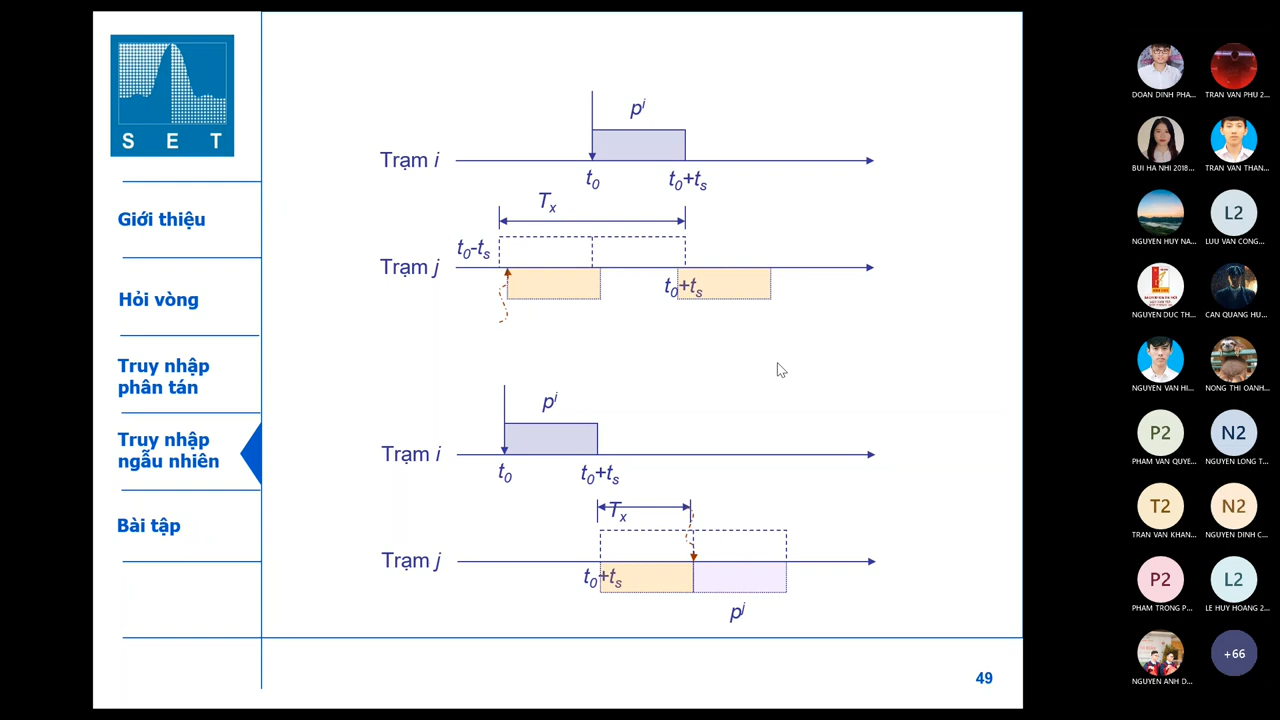 S E T
Giới thiệu
Hỏi vòng
Truy nhập
phân tán
Truy nhập
ngẫu nhiên
Bài tập
pⁱ
Trạm i
t₀
t₀+tₛ
Tₓ
t₀-tₛ
Trạm j
t₀+tₛ
pⁱ
Trạm i
t₀
t₀+tₛ
Tₓ
Trạm j
t₀+tₛ
pʲ
49
DOAN DINH PHA...
TRAN VAN PHU 2...
BUI HA NHI 2018...
TRAN VAN THAN...
L2
NGUYEN HUY NA...
LUU VAN CONG...
NGUYEN DUC TH...
CAN QUANG HU...
NGUYEN VAN HI...
NONG THI OANH...
P2
N2
PHAM VAN QUYE...
NGUYEN LONG T...
T2
N2
TRAN VAN KHAN...
NGUYEN DINH C...
P2
L2
PHAM TRONG P...
LE HUY HOANG 2...
+66
NGUYEN ANH D...